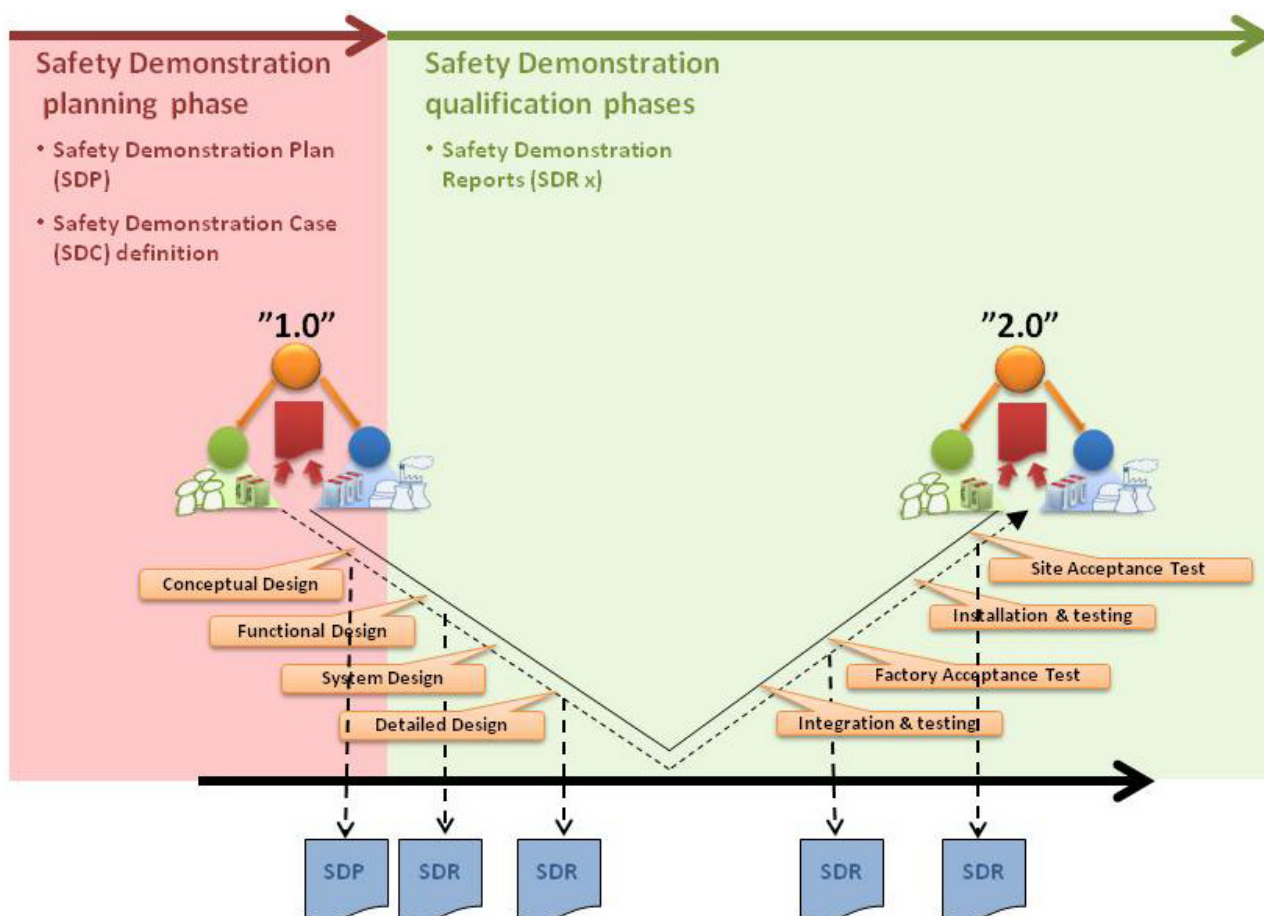 Safety Demonstration
planning phase
• Safety Demonstration Plan
(SDP)
• Safety Demonstration Case
(SDC) definition
Safety Demonstration
qualification phases
• Safety Demonstration
Reports (SDR x)
”1.0”
”2.0”
Conceptual Design
Functional Design
System Design
Detailed Design
Site Acceptance Test
Installation & testing
Factory Acceptance Test
Integration & testing
SDP
SDR
SDR
SDR
SDR